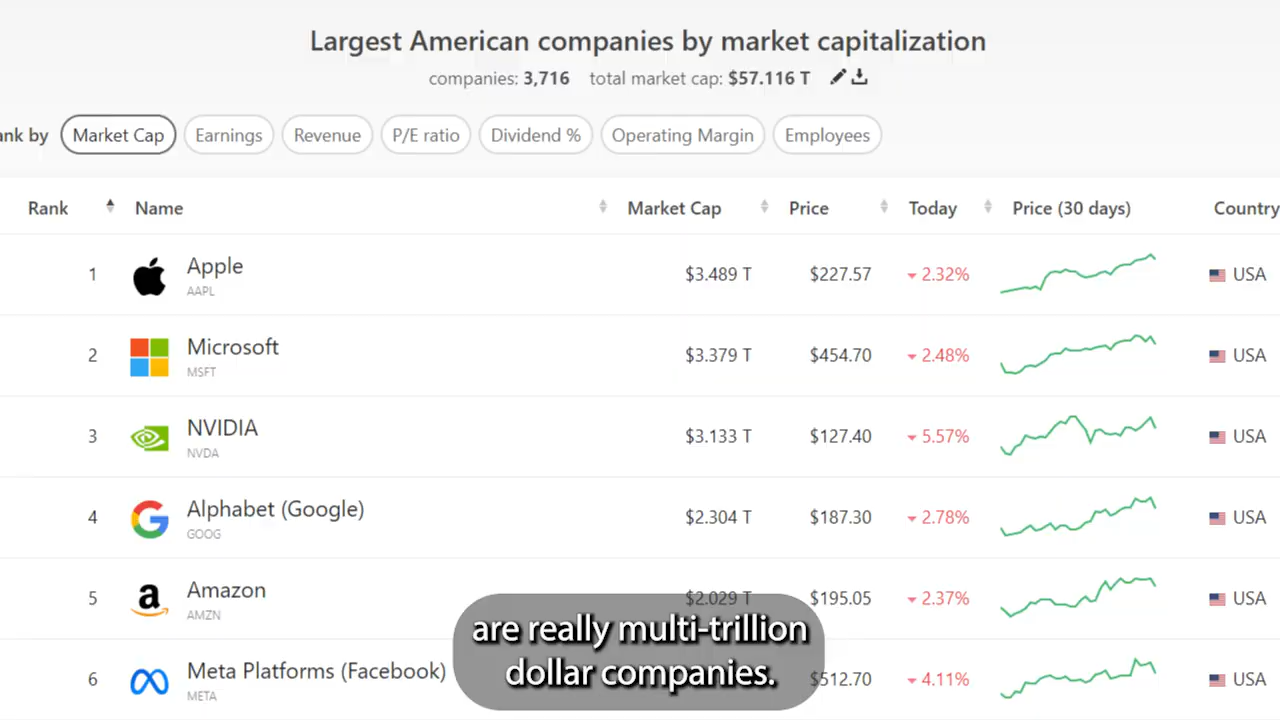 Largest American companies by market capitalization
companies: 3,716 total market cap: $57.116 T
ank by Market Cap Earnings Revenue P/E ratio Dividend % Operating Margin Employees
Rank Name Market Cap Price Today Price (30 days) Country
1 Apple $3.489 T $227.57 2.32% USA
AAPL
2 Microsoft $3.379 T $454.70 2.48% USA
MSFT
3 NVIDIA $3.133 T $127.40 5.57% USA
NVDA
4 Alphabet (Google) $2.304 T $187.30 2.78% USA
GOOG
5 Amazon $2.029 T $195.05 2.37% USA
AMZN
are really multi-trillion
dollar companies.
6 Meta Platforms (Facebook) $512.70 4.11% USA
META